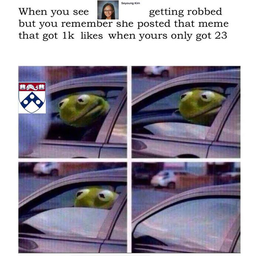 When you see getting robbed
but you remember she posted that meme
that got 1k likes when yours only got 23